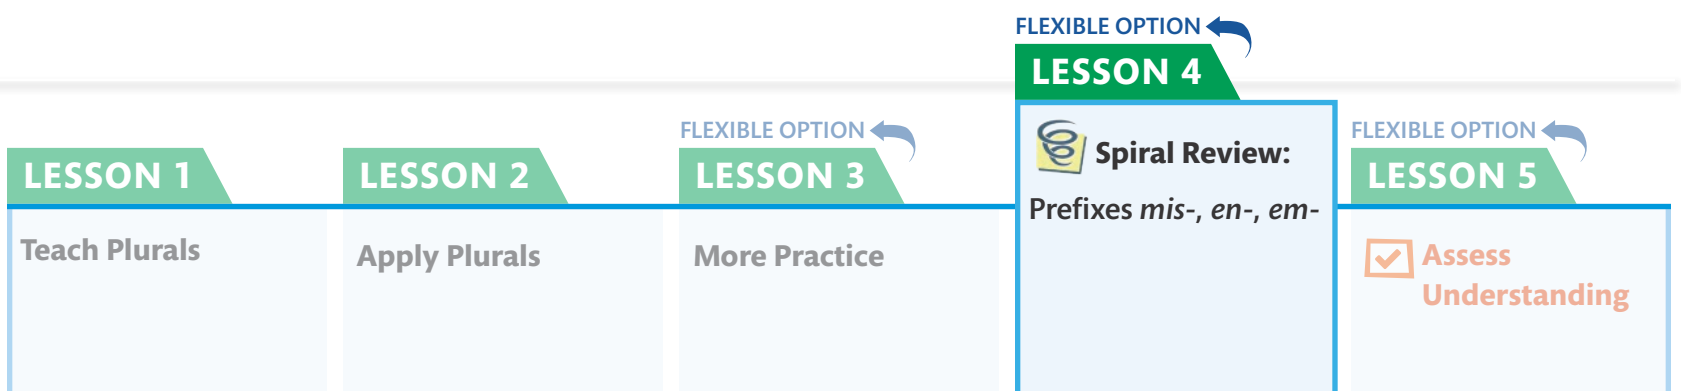 LESSON 1
Teach Plurals
LESSON 2
Apply Plurals
FLEXIBLE OPTION
LESSON 3
More Practice
FLEXIBLE OPTION
LESSON 4
Spiral Review:
Prefixes mis-, en-, em-
FLEXIBLE OPTION
LESSON 5
Assess
Understanding